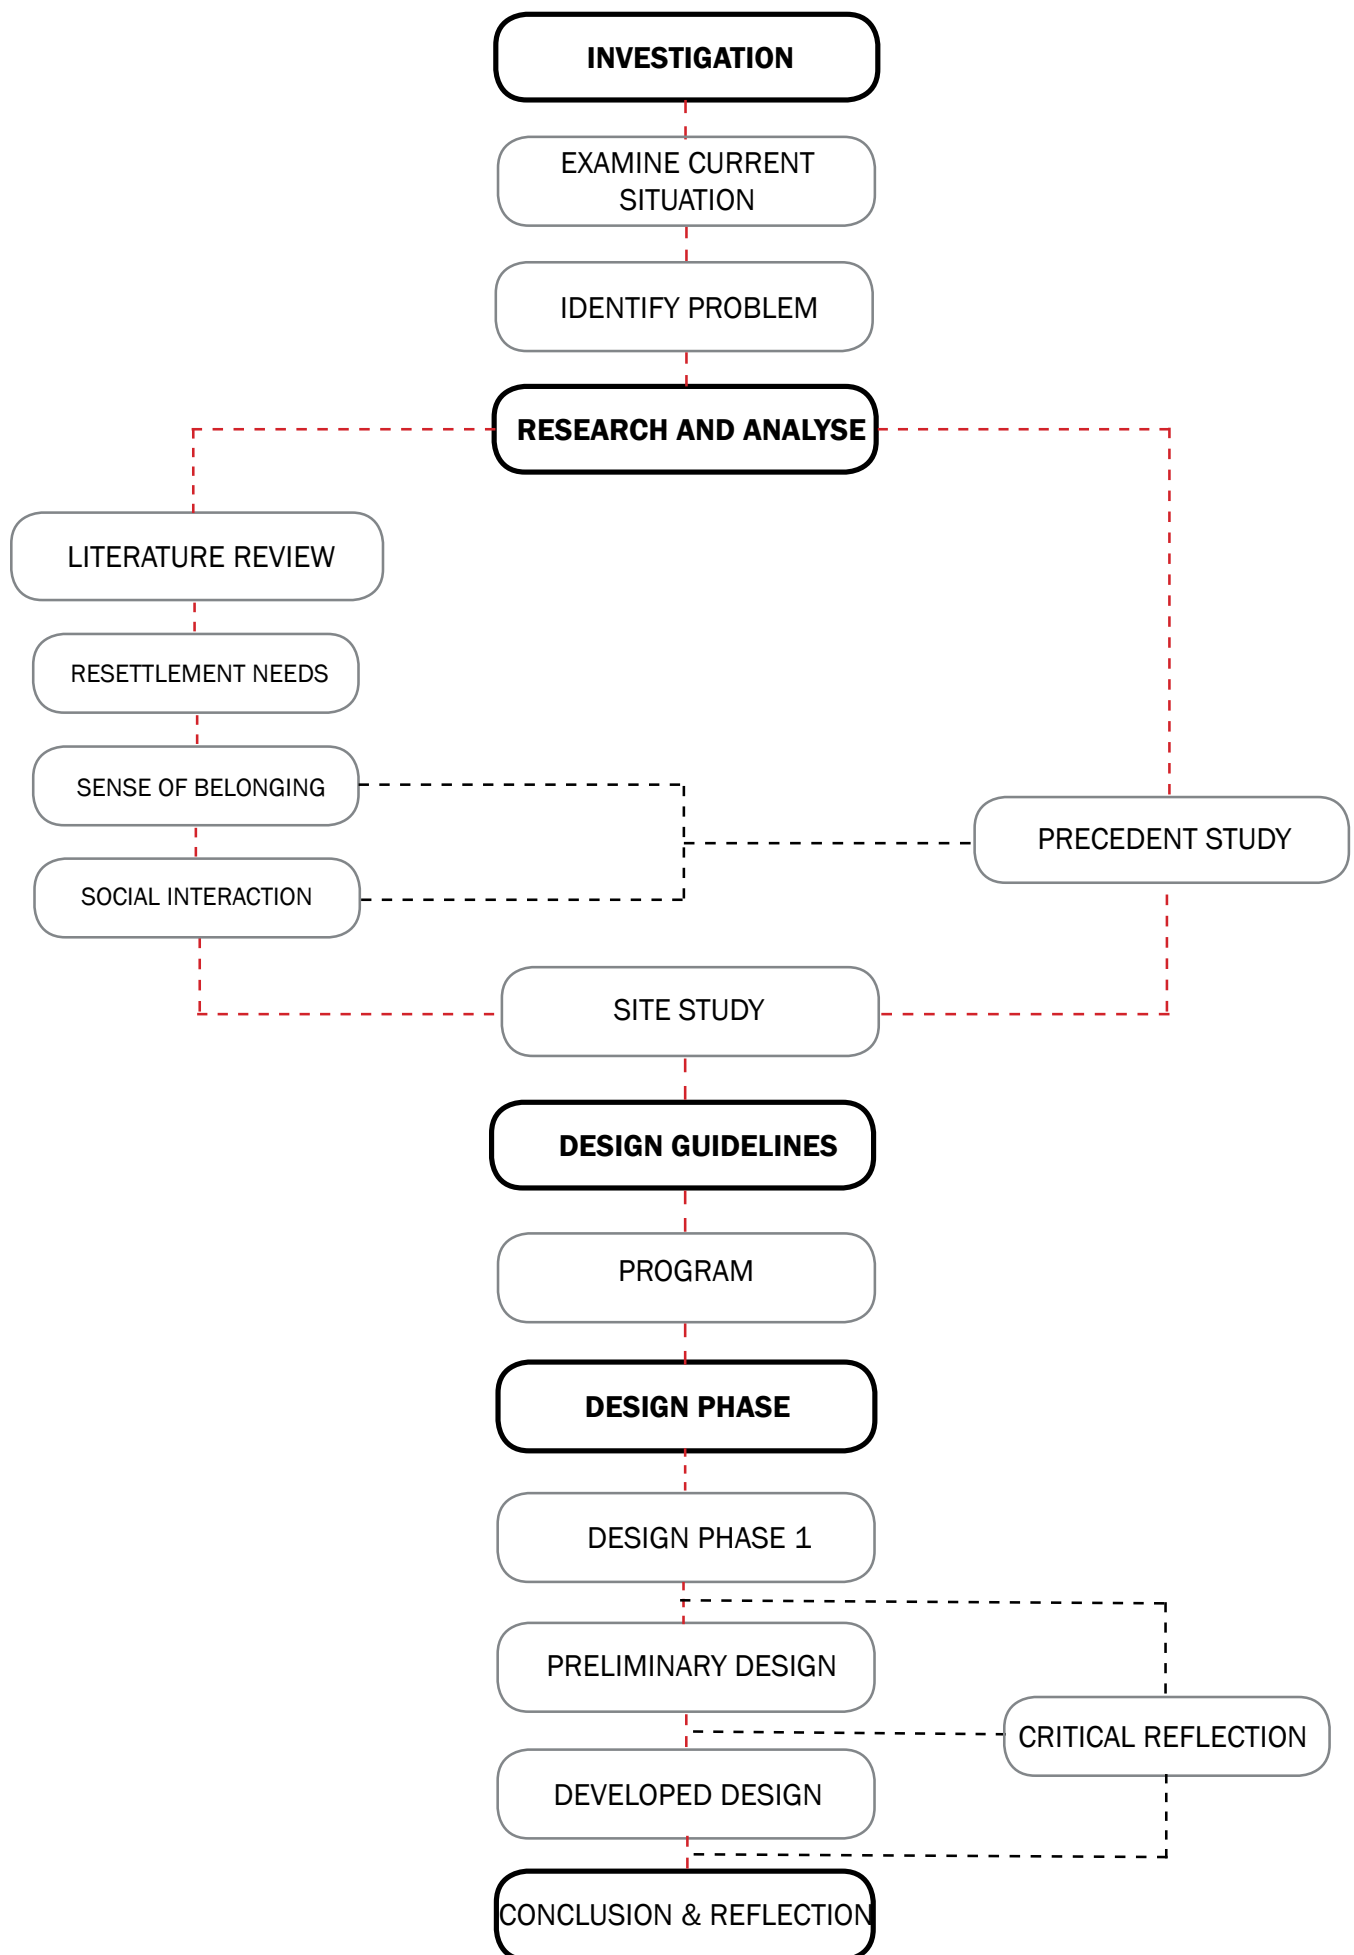 INVESTIGATION
EXAMINE CURRENT
SITUATION
IDENTIFY PROBLEM
RESEARCH AND ANALYSE
LITERATURE REVIEW
RESETTLEMENT NEEDS
SENSE OF BELONGING
PRECEDENT STUDY
SOCIAL INTERACTION
SITE STUDY
DESIGN GUIDELINES
PROGRAM
DESIGN PHASE
DESIGN PHASE 1
PRELIMINARY DESIGN
CRITICAL REFLECTION
DEVELOPED DESIGN
CONCLUSION & REFLECTION